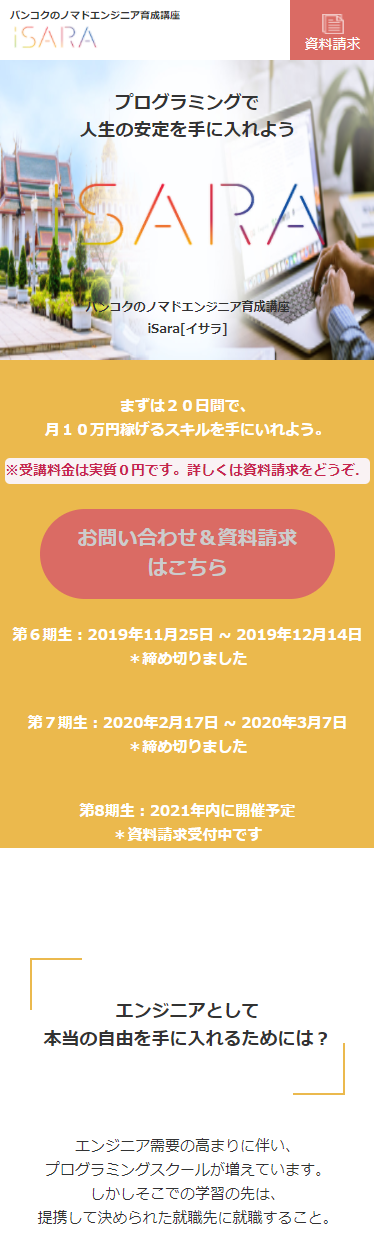 バンコクのノマドエンジニア育成講座
iSARA
資料請求
プログラミングで
人生の安定を手に入れよう
iSARA
バンコクのノマドエンジニア育成講座
iSara[イサラ]
まずは２０日間で、
月１０万円稼げるスキルを手にいれよう。
※受講料金は実質０円です。詳しくは資料請求をどうぞ.
お問い合わせ＆資料請求
はこちら
第６期生：2019年11月25日 ~ 2019年12月14日
＊締め切りました
第７期生：2020年2月17日 ~ 2020年3月7日
＊締め切りました
第8期生：2021年内に開催予定
＊資料請求受付中です
エンジニアとして
本当の自由を手に入れるためには？
エンジニア需要の高まりに伴い、
プログラミングスクールが増えています。
しかしそこでの学習の先は、
提携して決められた就職先に就職すること。